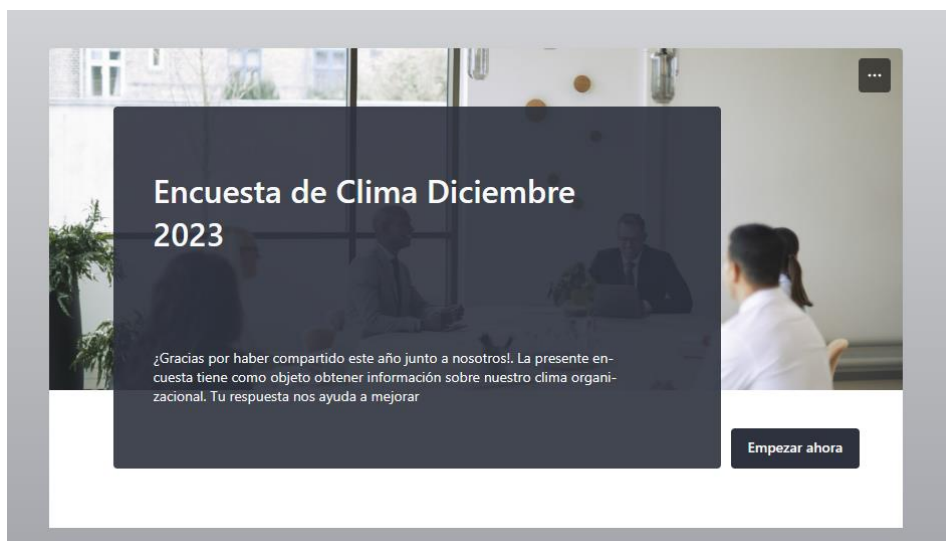 ...
Encuesta de Clima Diciembre
2023
¿Gracias por haber compartido este año junto a nosotros!. La presente en-
cuesta tiene como objeto obtener información sobre nuestro clima organi-
zacional. Tu respuesta nos ayuda a mejorar
Empezar ahora